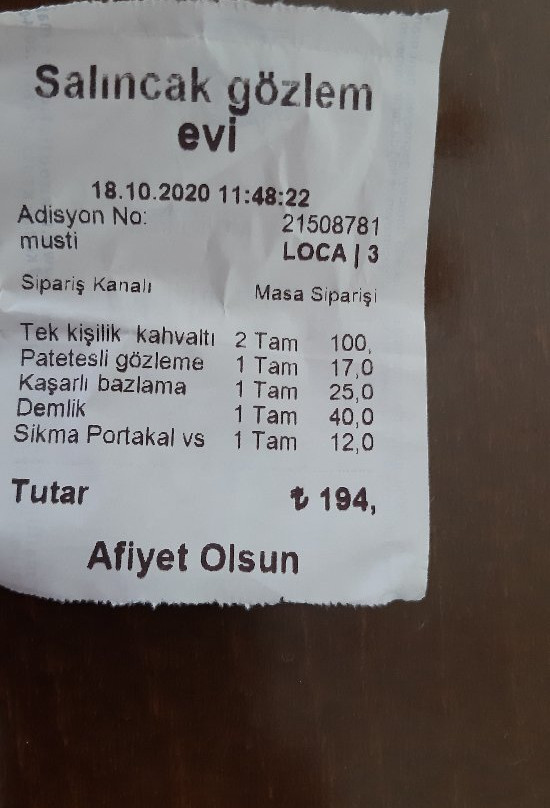 Salıncak gözlem
evi
18.10.2020 11:48:22
Adisyon No: 21508781
musti LOCA | 3
Sipariş Kanalı Masa Siparişi
Tek kişilik kahvaltı 2 Tam 100,
Patetesli gözleme 1 Tam 17,0
Kaşarlı bazlama 1 Tam 25,0
Demlik 1 Tam 40,0
Sikma Portakal vs 1 Tam 12,0
Tutar ₺ 194,
Afiyet Olsun